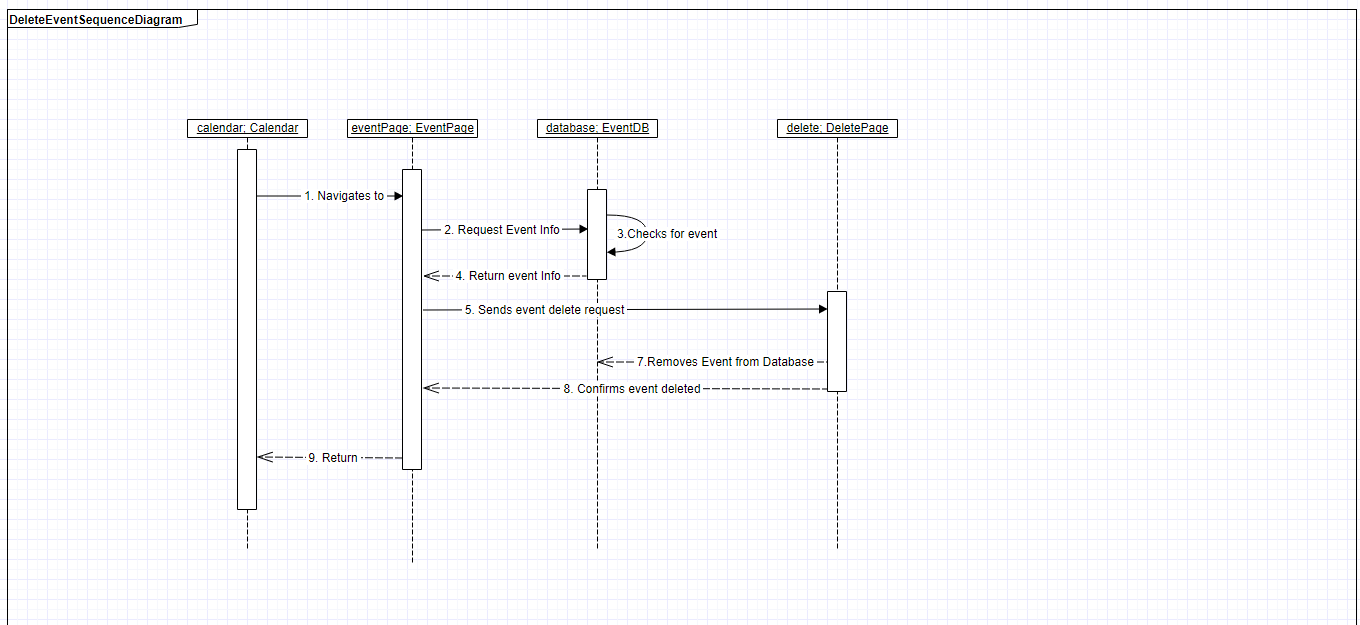 DeleteEventSequenceDiagram
calendar; Calendar
eventPage; EventPage
database; EventDB
delete; DeletePage
1. Navigates to
2. Request Event Info
3.Checks for event
4. Return event Info
5. Sends event delete request
7.Removes Event from Database
8. Confirms event deleted
9. Return